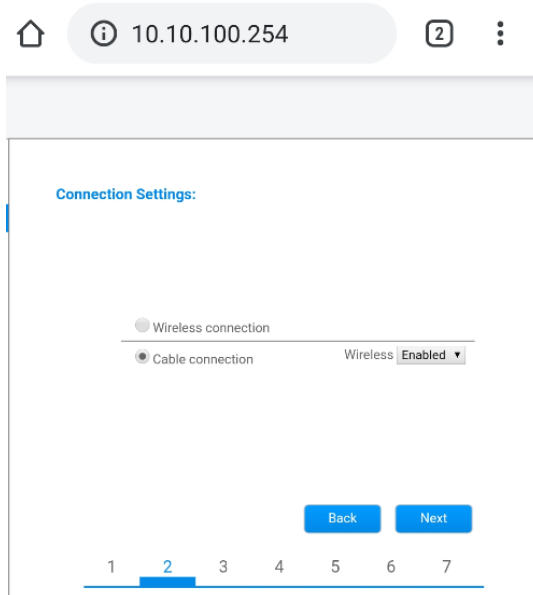 10.10.100.254
2
Connection Settings:
Wireless connection
Cable connection Wireless Enabled
Back Next
1 2 3 4 5 6 7